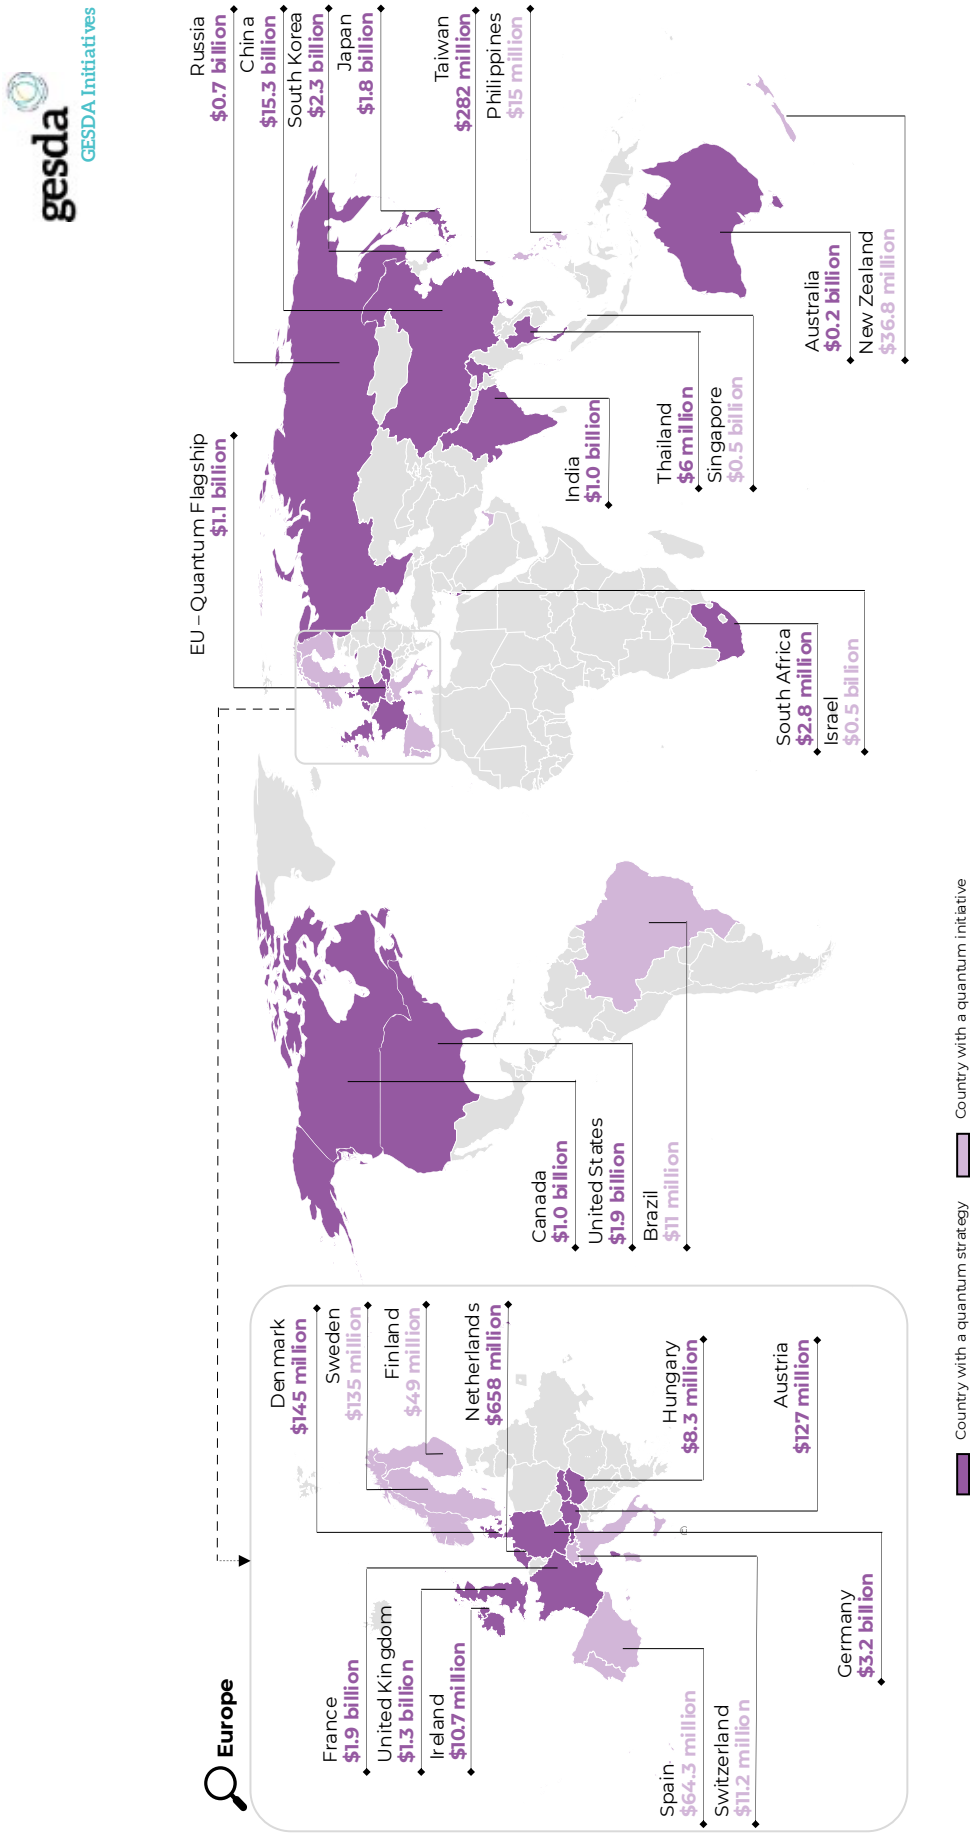 gesda
GESDA Initiatives
Europe
France
$1.9 billion
United Kingdom
$1.3 billion
Ireland
$10.7 million
Denmark
$145 million
Sweden
$135 million
Finland
$49 million
Netherlands
$658 million
Hungary
$8.3 million
Austria
$127 million
Spain
$64.3 million
Switzerland
$11.2 million
Germany
$3.2 billion
©
Canada
$1.0 billion
United States
$1.9 billion
Brazil
$11 million
EU – Quantum Flagship
$1.1 billion
Russia
$0.7 billion
China
$15.3 billion
South Korea
$2.3 billion
Japan
$1.8 billion
Taiwan
$282 million
Philippines
$15 million
India
$1.0 billion
Thailand
$6 million
Singapore
$0.5 billion
South Africa
$2.8 million
Israel
$0.5 billion
Australia
$0.2 billion
New Zealand
$36.8 million
Country with a quantum strategy
Country with a quantum initiative